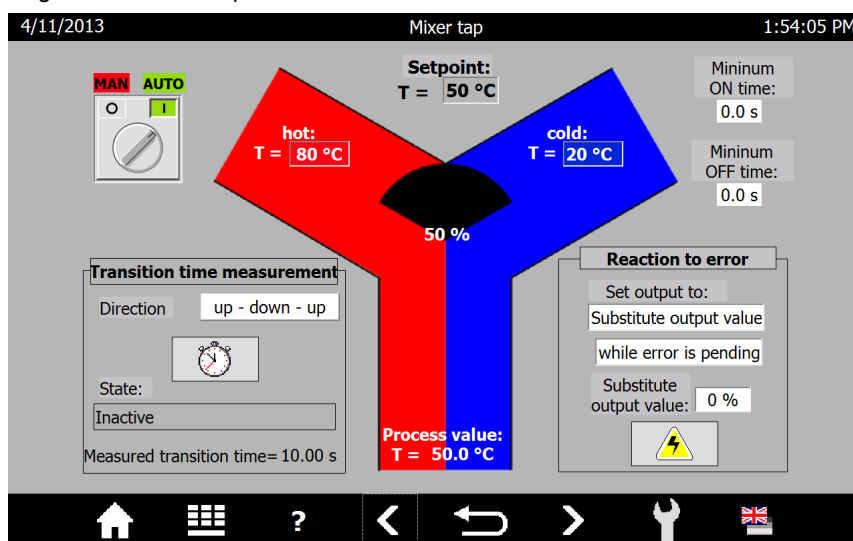 4/11/2013
Mixer tap
1:54:05 PM
MAN AUTO
O I
Setpoint:
T = 50 °C
Mininum
ON time:
0.0 s
hot:
T = 80 °C
cold:
T = 20 °C
Mininum
OFF time:
0.0 s
50 %
Transition time measurement
Direction up - down - up
State:
Inactive
Measured transition time= 10.00 s
Process value:
T = 50.0 °C
Reaction to error
Set output to:
Substitute output value
while error is pending
Substitute
output value: 0 %
?